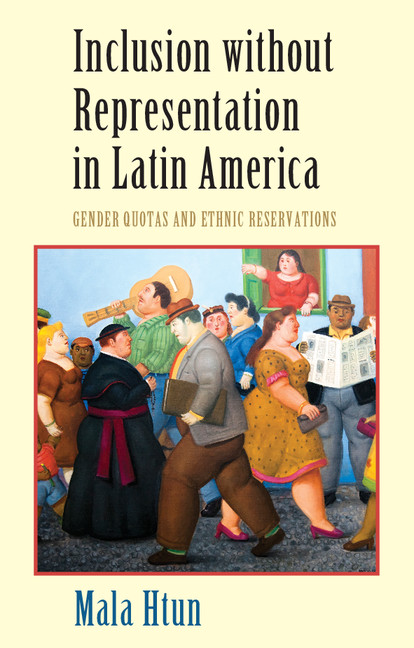 Inclusion without
Representation
in Latin America
GENDER QUOTAS AND ETHNIC RESERVATIONS
Mala Htun